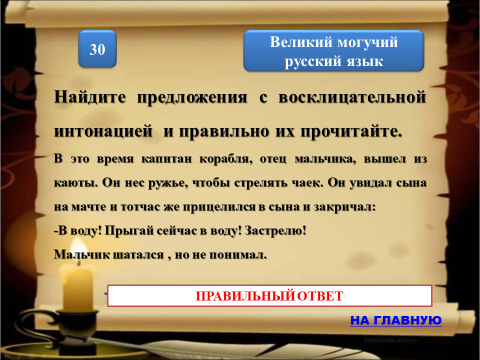 30
Великий могучий
русский язык
Найдите предложения с восклицательной
интонацией и правильно их прочитайте.
В это время капитан корабля, отец мальчика, вышел из
каюты. Он нес ружье, чтобы стрелять чаек. Он увидал сына
на мачте и тотчас же прицелился в сына и закричал:
-В воду! Прыгай сейчас в воду! Застрелю!
Мальчик шатался , но не понимал.
ПРАВИЛЬНЫЙ ОТВЕТ
НА ГЛАВНУЮ